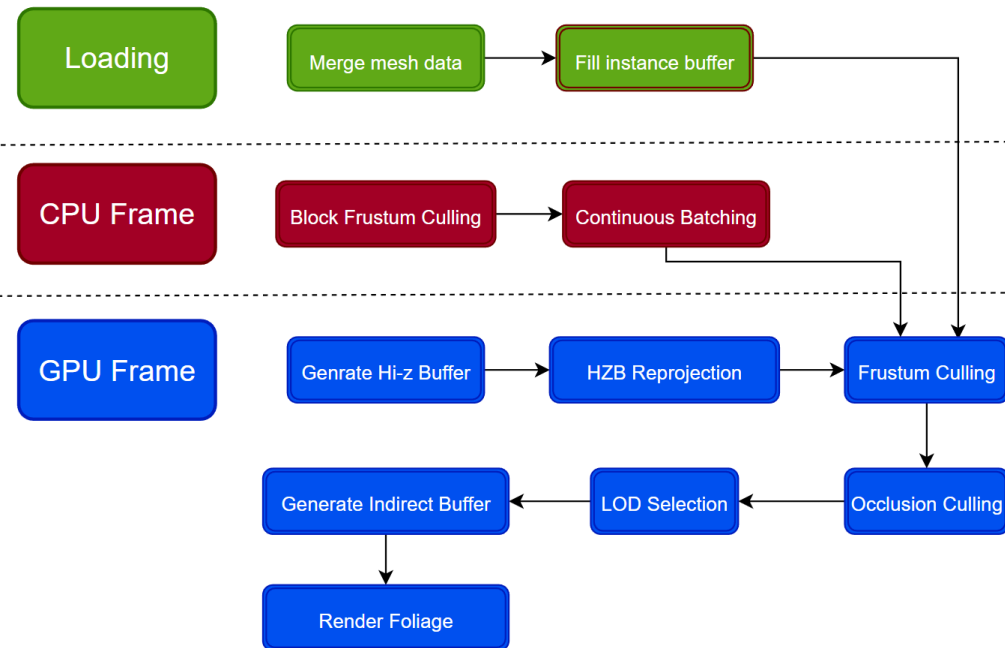 Loading
Merge mesh data
Fill instance buffer
CPU Frame
Block Frustum Culling
Continuous Batching
GPU Frame
Genrate Hi-z Buffer
HZB Reprojection
Frustum Culling
Generate Indirect Buffer
LOD Selection
Occlusion Culling
Render Foliage